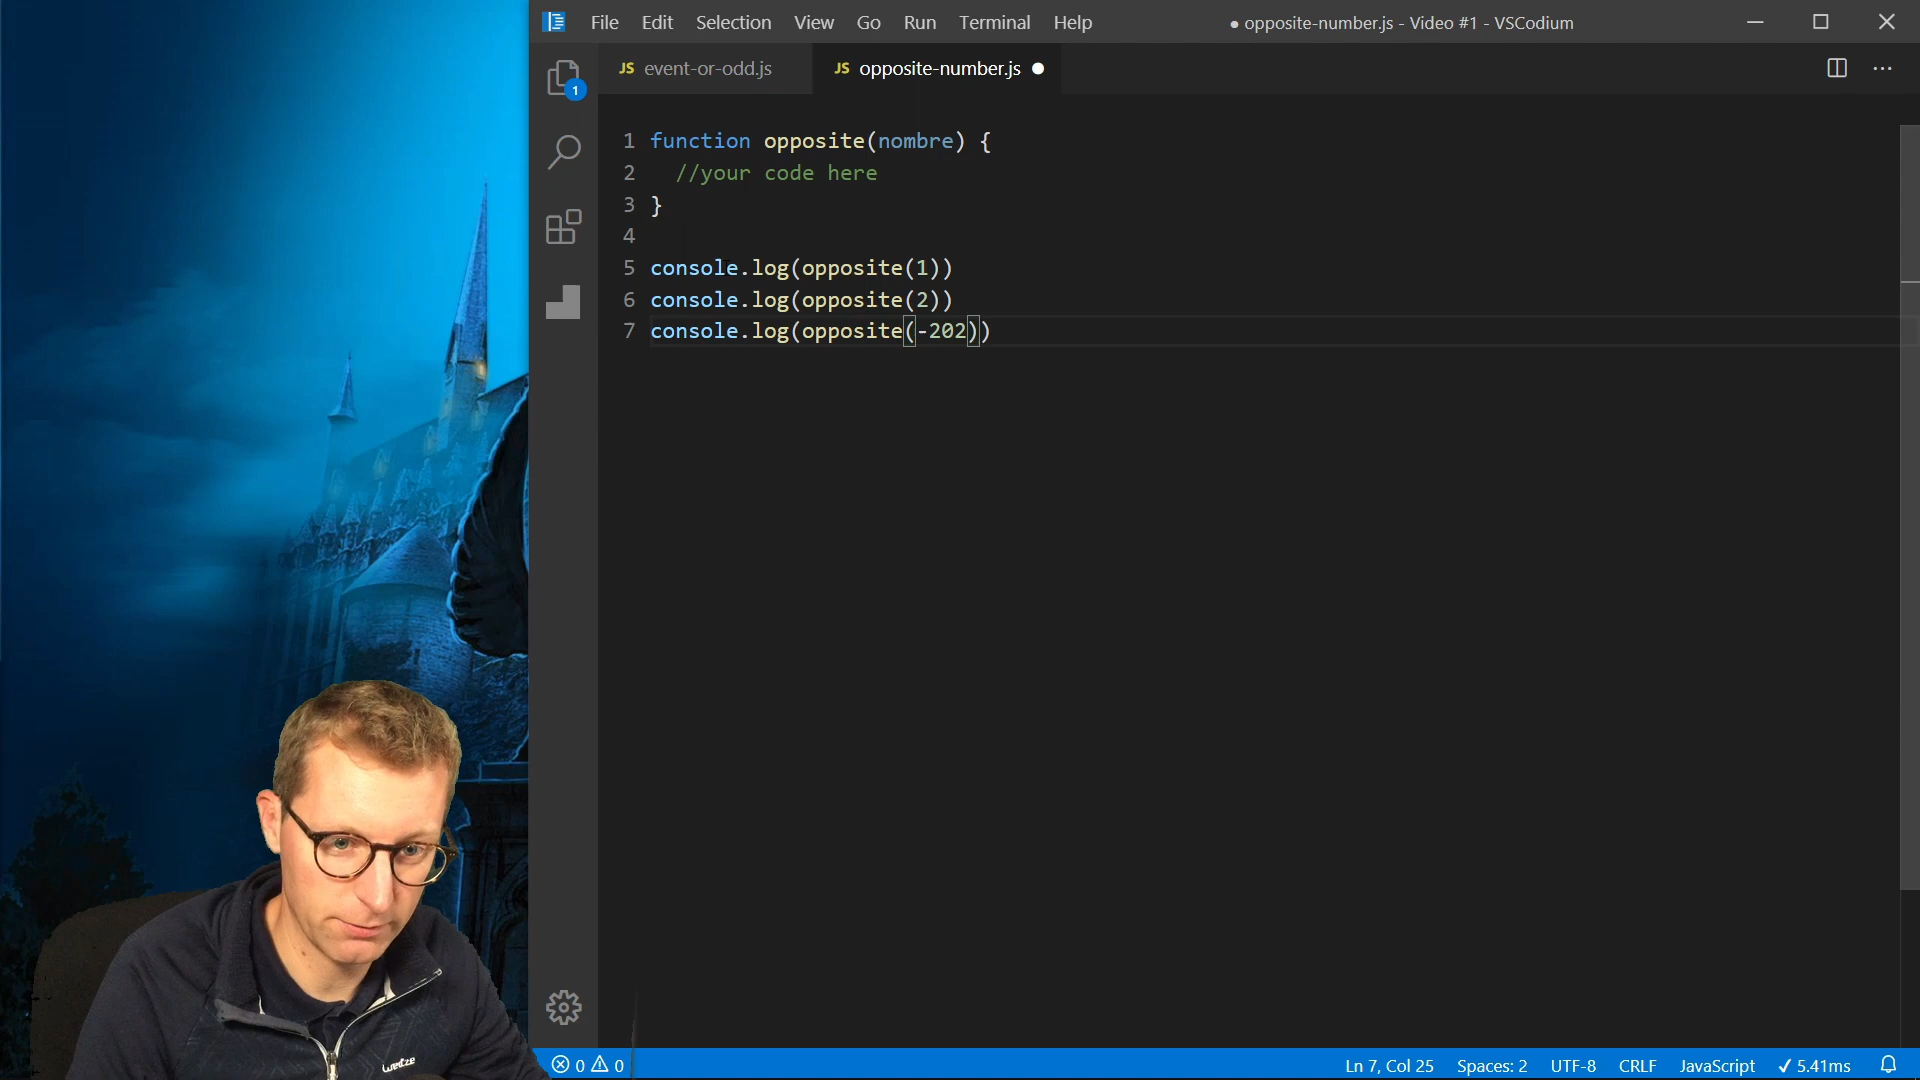 File Edit Selection View Go Run Terminal Help ● opposite-number.js - Video #1 - VSCodium
JS event-or-odd.js JS opposite-number.js ●
1
1 function opposite(nombre) {
2 //your code here
3 }
4
5 console.log(opposite(1))
6 console.log(opposite(2))
7 console.log(opposite(-202))
wedze
0 0 Ln 7, Col 25 Spaces: 2 UTF-8 CRLF JavaScript ✓ 5.41ms